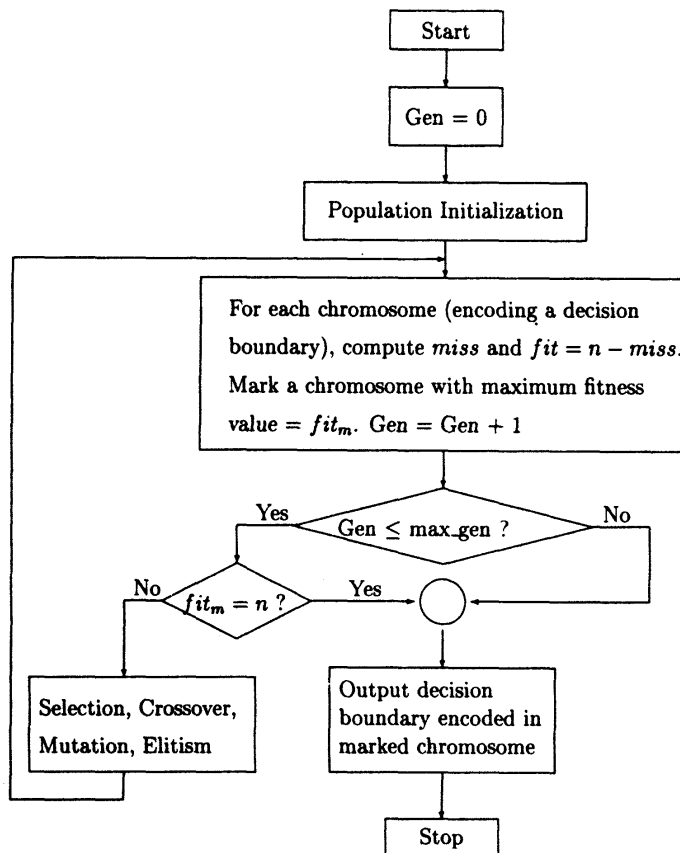 Start
Gen = 0
Population Initialization
For each chromosome (encoding a decision
boundary), compute miss and fit = n − miss.
Mark a chromosome with maximum fitness
value = fit_m. Gen = Gen + 1
Yes
Gen ≤ max_gen ?
No
No
fit_m = n ?
Yes
Selection, Crossover,
Mutation, Elitism
Output decision
boundary encoded in
marked chromosome
Stop